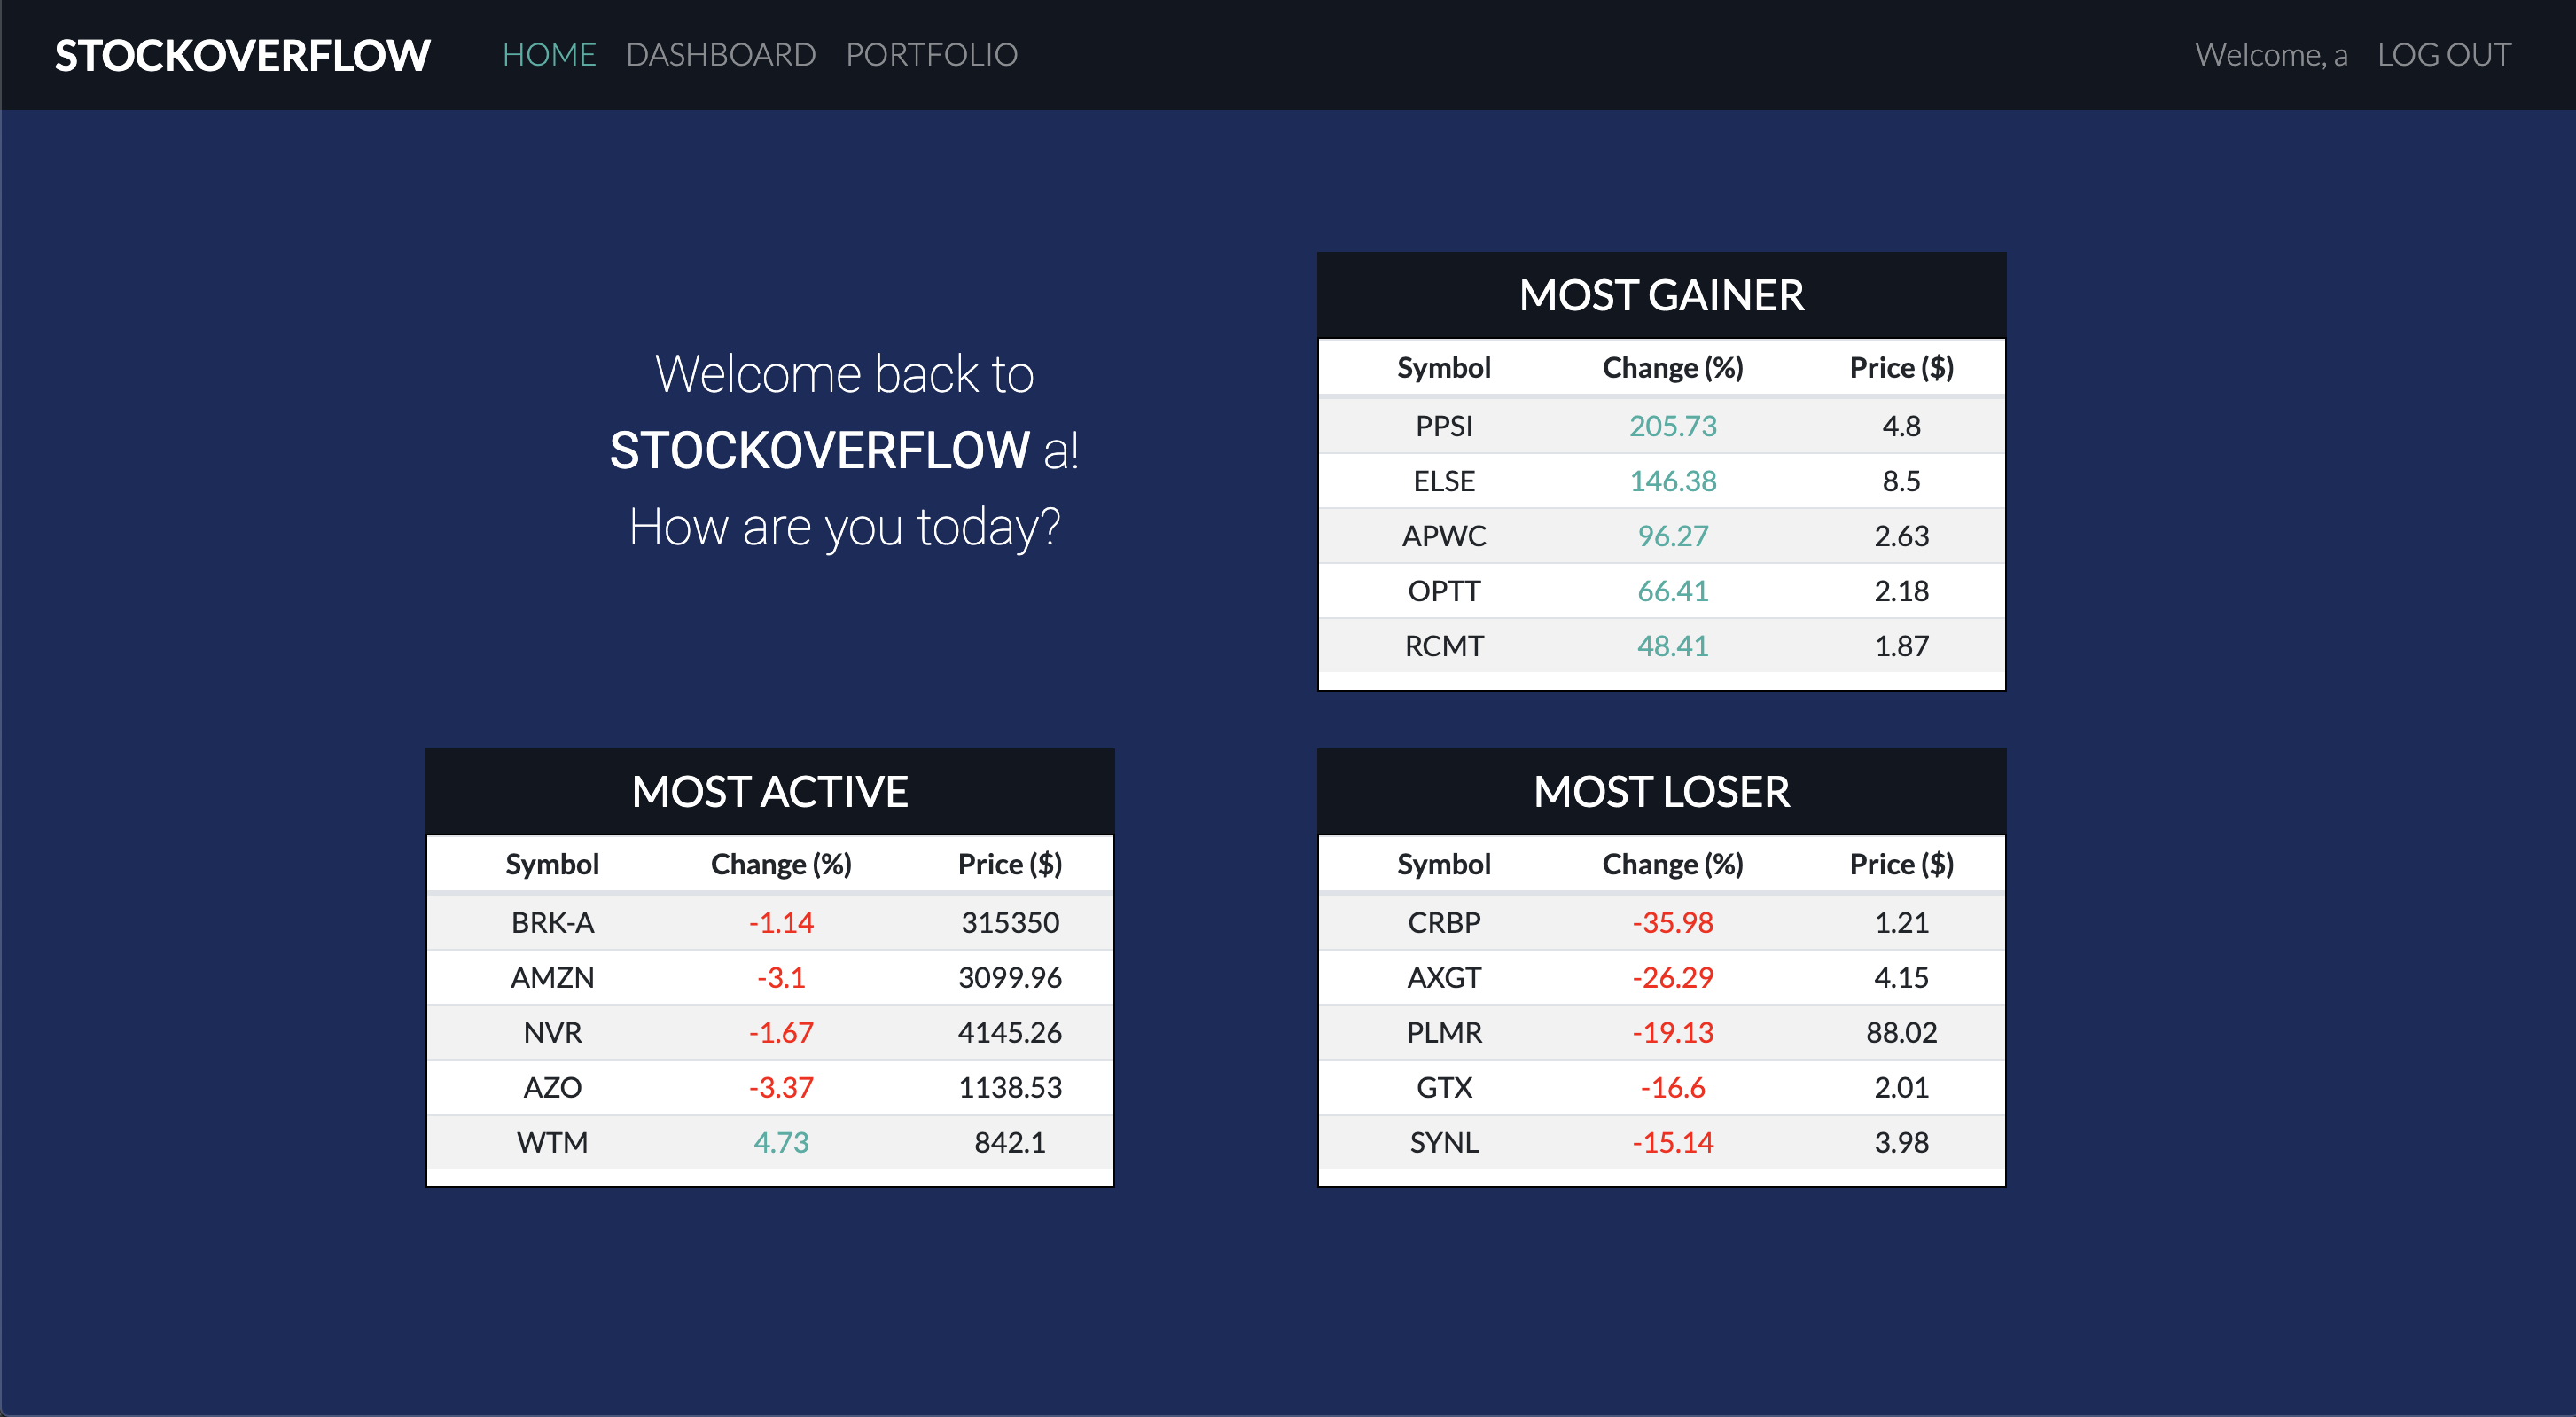 STOCKOVERFLOW HOME DASHBOARD PORTFOLIO Welcome, a LOG OUT
Welcome back to
STOCKOVERFLOW a!
How are you today?
MOST GAINER
Symbol Change (%) Price ($)
PPSI 205.73 4.8
ELSE 146.38 8.5
APWC 96.27 2.63
OPTT 66.41 2.18
RCMT 48.41 1.87
MOST ACTIVE
Symbol Change (%) Price ($)
BRK-A -1.14 315350
AMZN -3.1 3099.96
NVR -1.67 4145.26
AZO -3.37 1138.53
WTM 4.73 842.1
MOST LOSER
Symbol Change (%) Price ($)
CRBP -35.98 1.21
AXGT -26.29 4.15
PLMR -19.13 88.02
GTX -16.6 2.01
SYNL -15.14 3.98